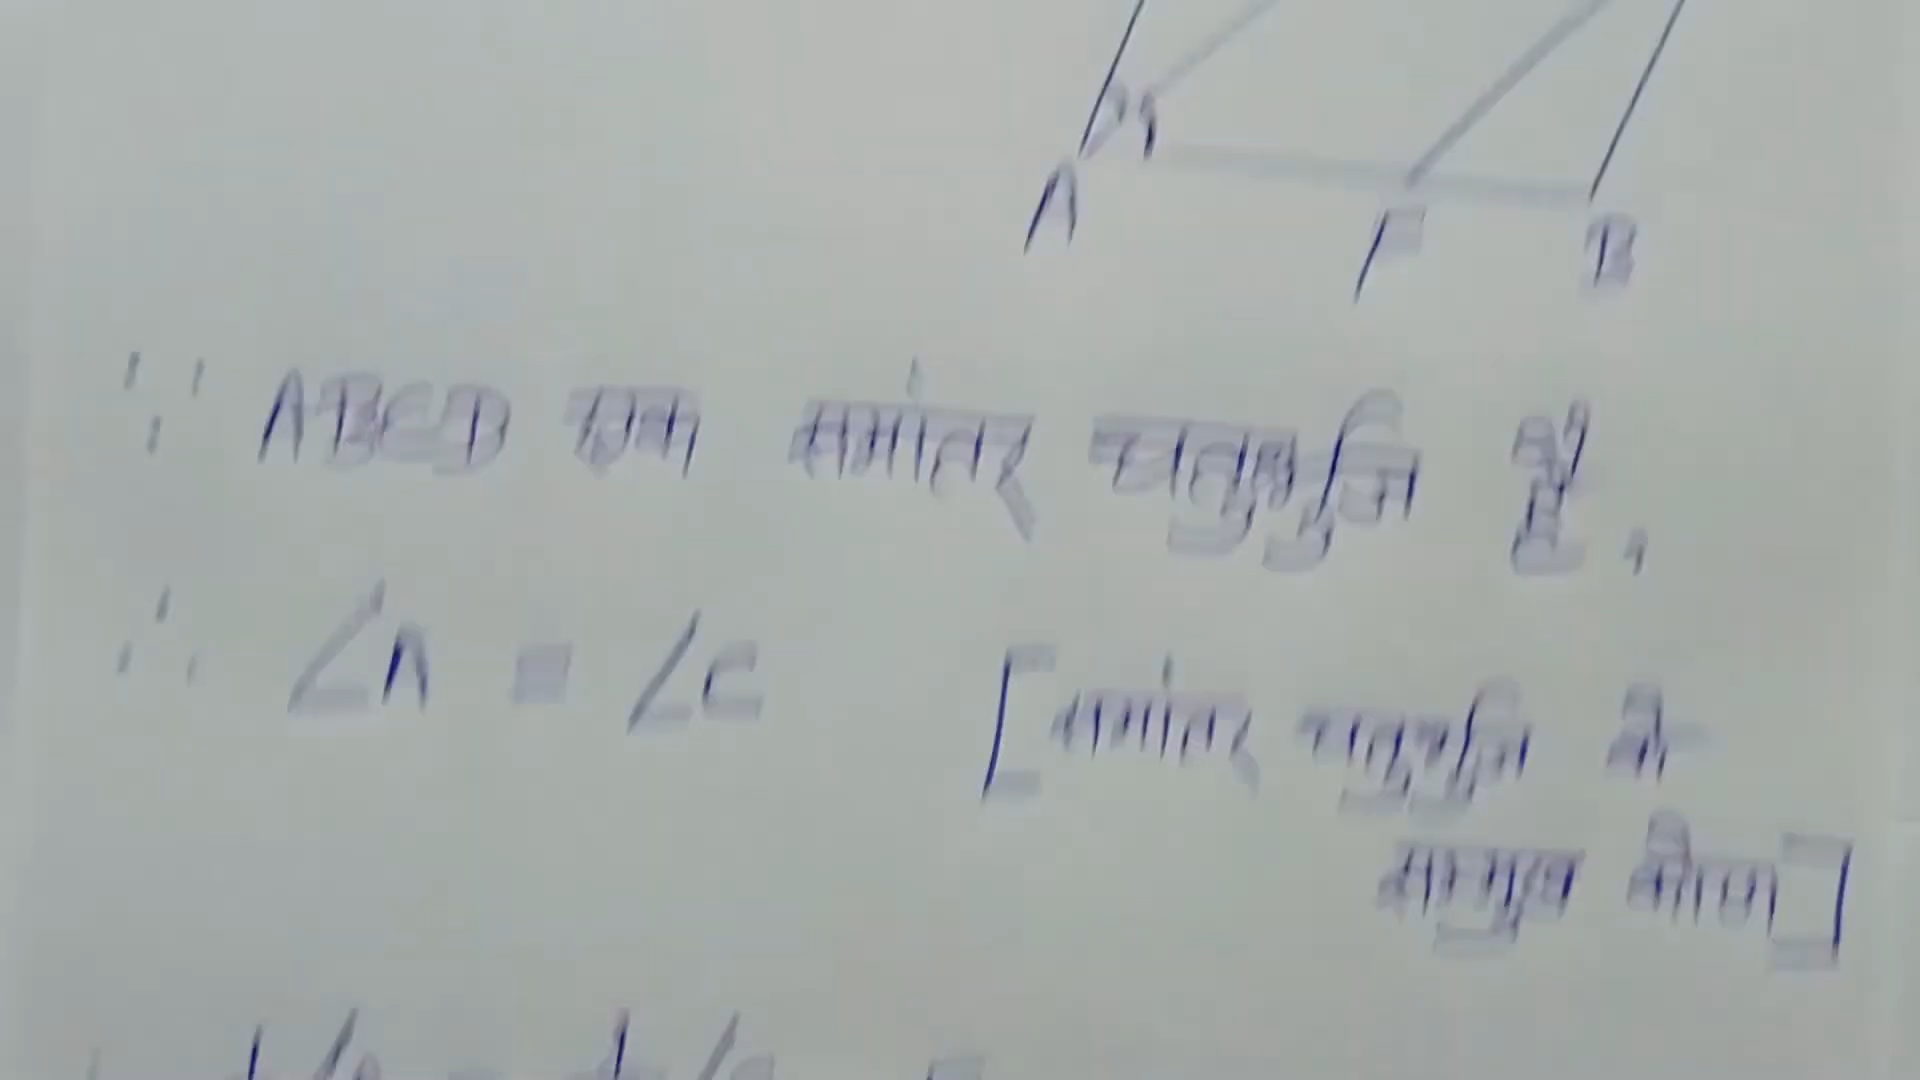 A F B
∵ ABCD एक समांतर चतुर्भुज है,
∴ ∠A = ∠C [समांतर चतुर्भुज के
सम्मुख कोण]